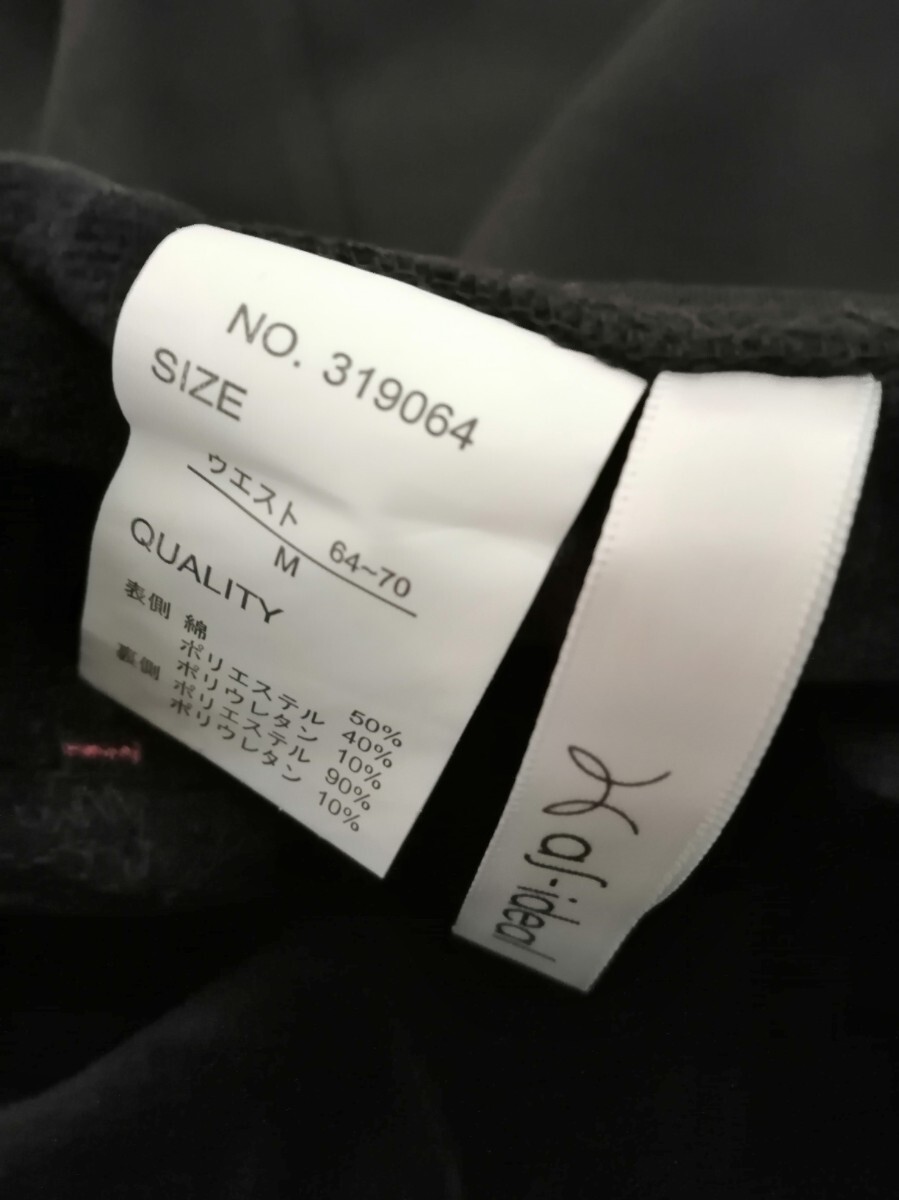 NO. 319064
SIZE
ウエスト 64~70
M
QUALITY
表側 綿 50%
ポリエステル 40%
ポリウレタン 10%
裏側 ポリエステル 90%
ポリウレタン 10%
as-ideal